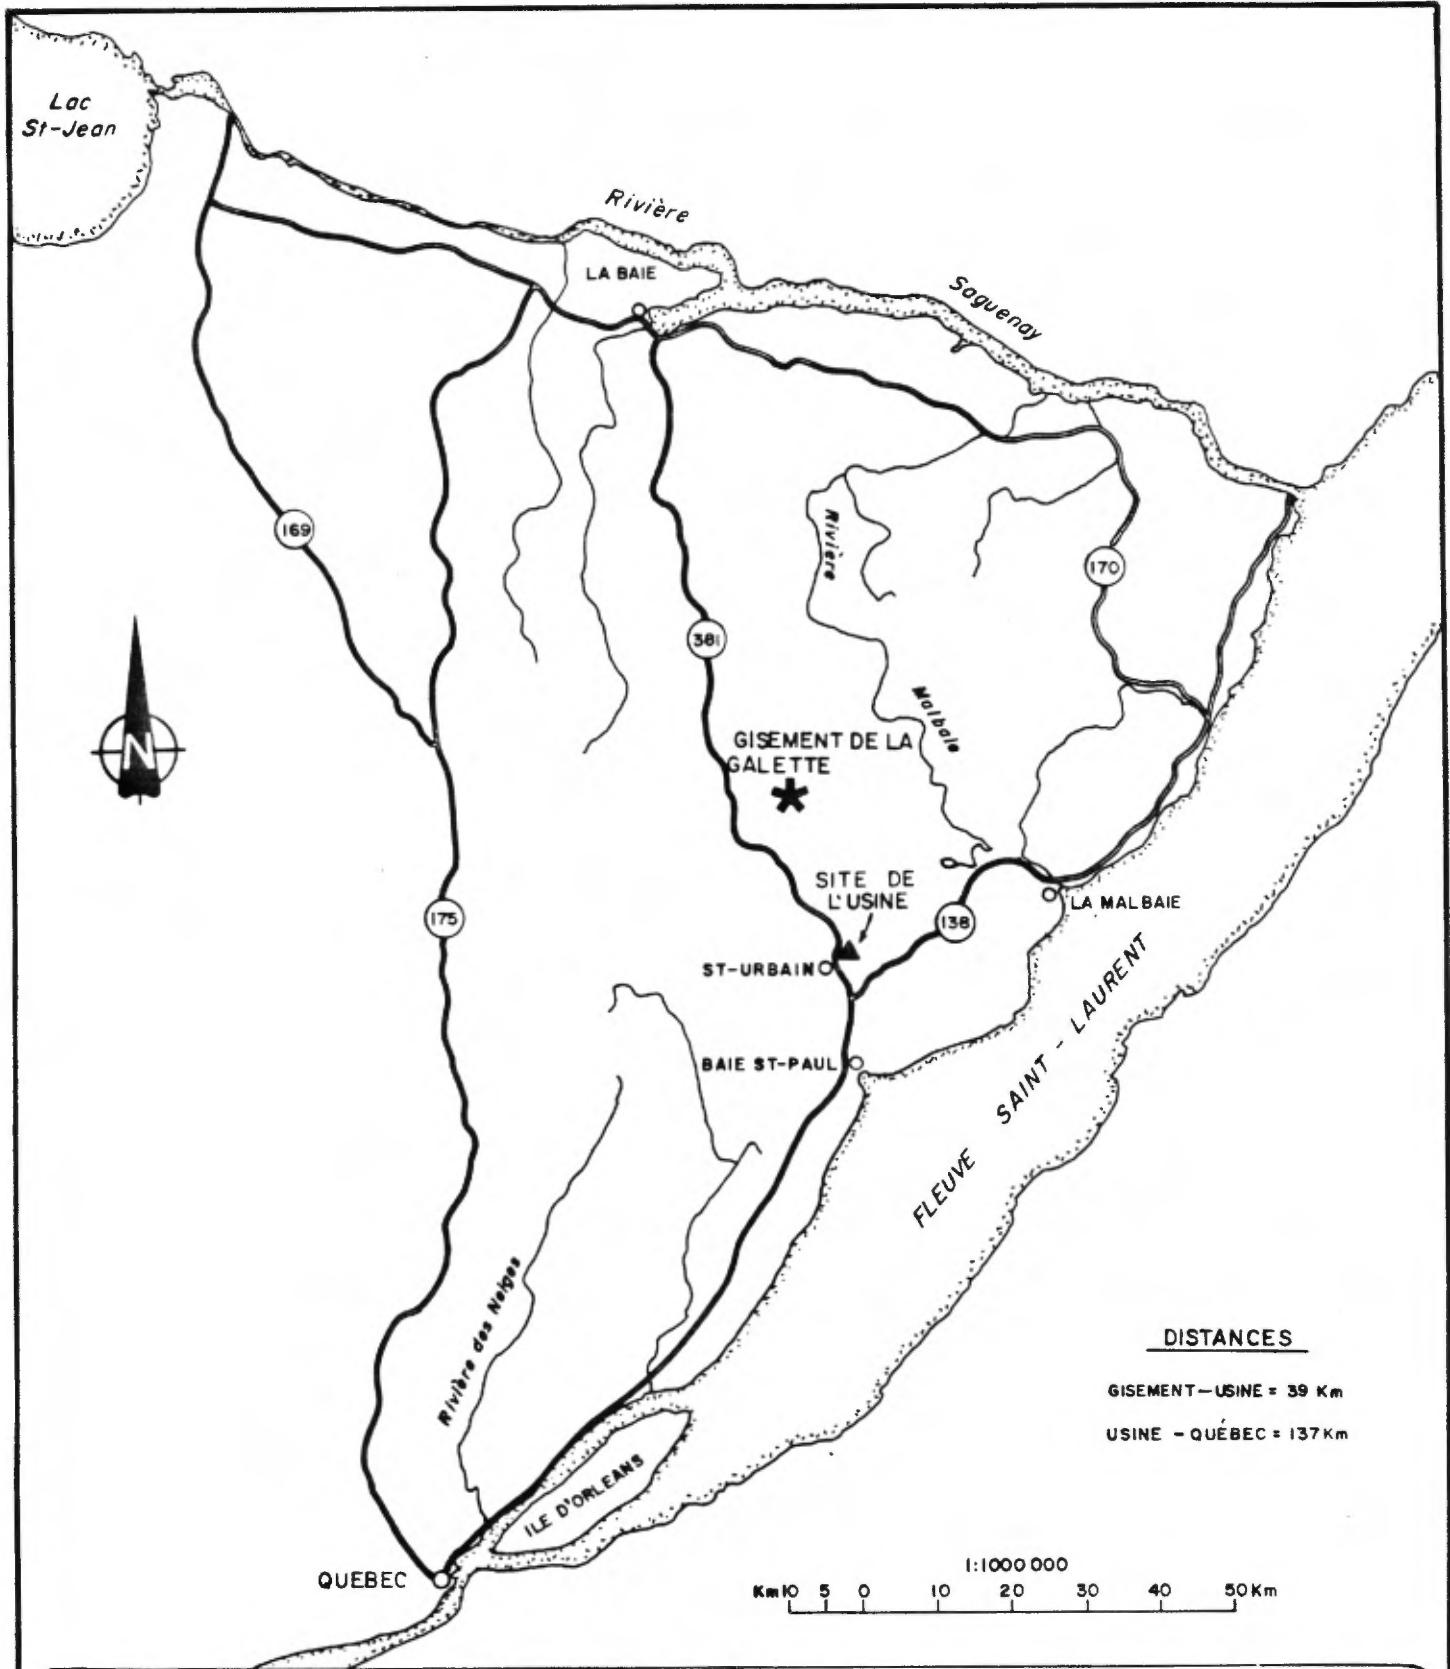 Lac
St-Jean
Rivière
Saguenay
LA BAIE
169
Rivière
170
381
Malbaie
GISEMENT DE LA
GALETTE
N
SITE DE
L'USINE
175
138
LA MALBAIE
ST-URBAIN
FLEUVE SAINT-LAURENT
BAIE ST-PAUL
Rivière des Neiges
DISTANCES
GISEMENT-USINE = 39 Km
USINE - QUÉBEC = 137 Km
ILE D'ORLEANS
QUEBEC
1:1000 000
Km 10 5 0 10 20 30 40 50 Km